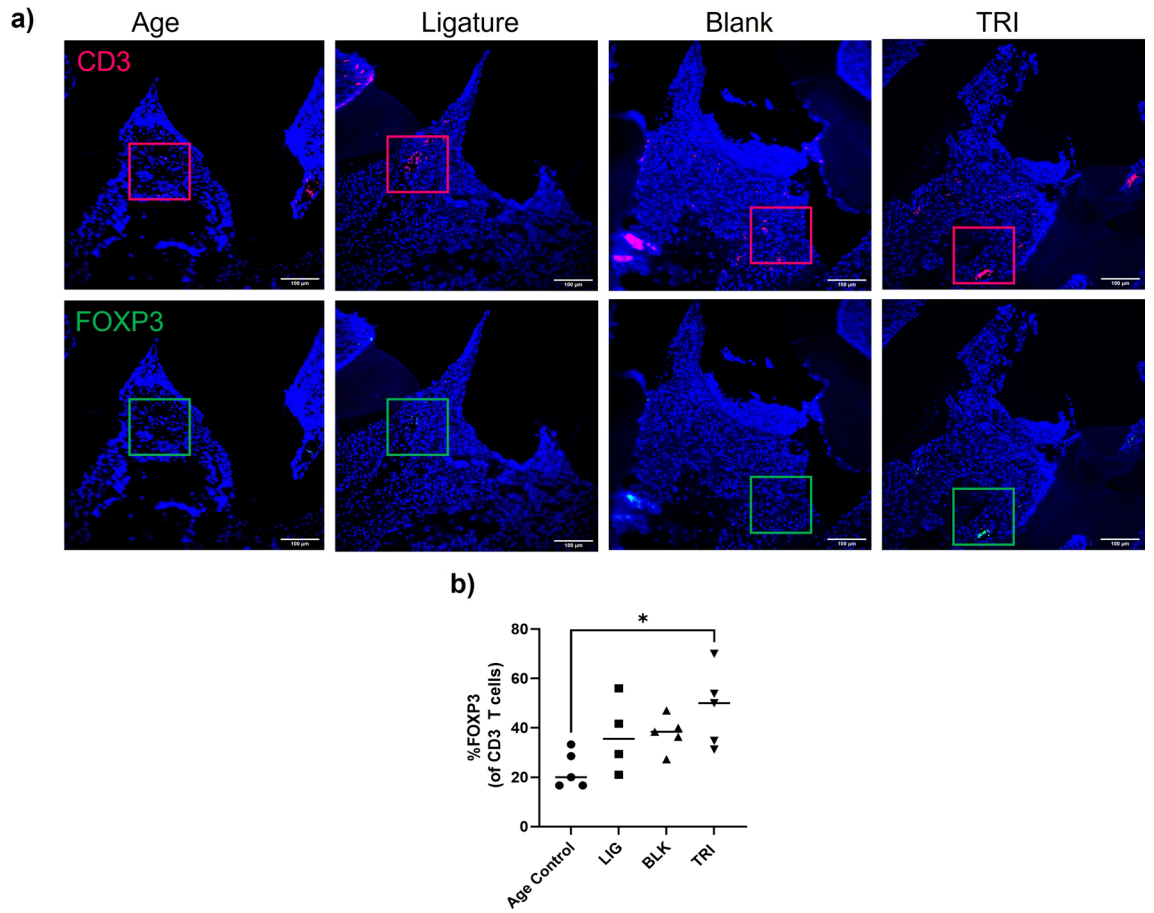 a)
Age Ligature Blank TRI
CD3
100 µm 100 µm 100 µm 100 µm
FOXP3
100 µm 100 µm 100 µm 100 µm
b)
*
80
60
40
20
0
%FOXP3
(of CD3 T cells)
Age Control LIG BLK TRI